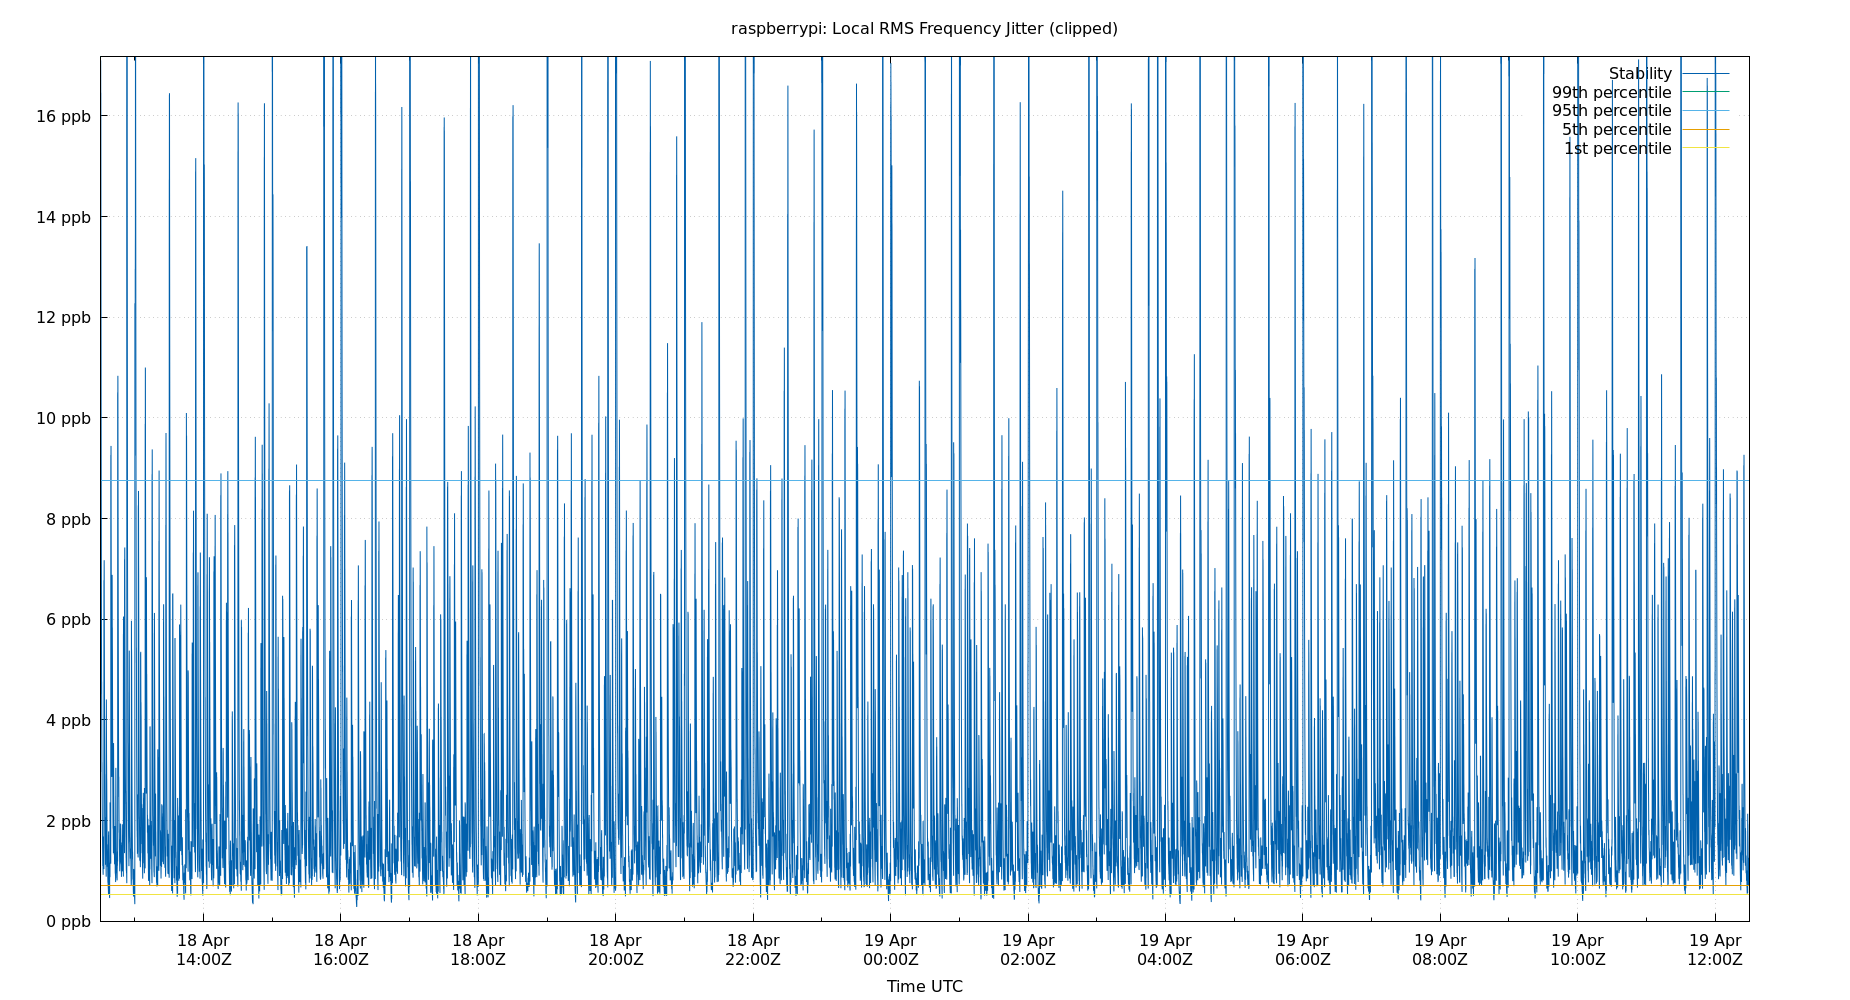 raspberrypi: Local RMS Frequency Jitter (clipped)
Stability
99th percentile
95th percentile
5th percentile
1st percentile
16 ppb
14 ppb
12 ppb
10 ppb
8 ppb
6 ppb
4 ppb
2 ppb
0 ppb
18 Apr 18 Apr 18 Apr 18 Apr 18 Apr 19 Apr 19 Apr 19 Apr 19 Apr 19 Apr 19 Apr 19 Apr
14:00Z 16:00Z 18:00Z 20:00Z 22:00Z 00:00Z 02:00Z 04:00Z 06:00Z 08:00Z 10:00Z 12:00Z
Time UTC